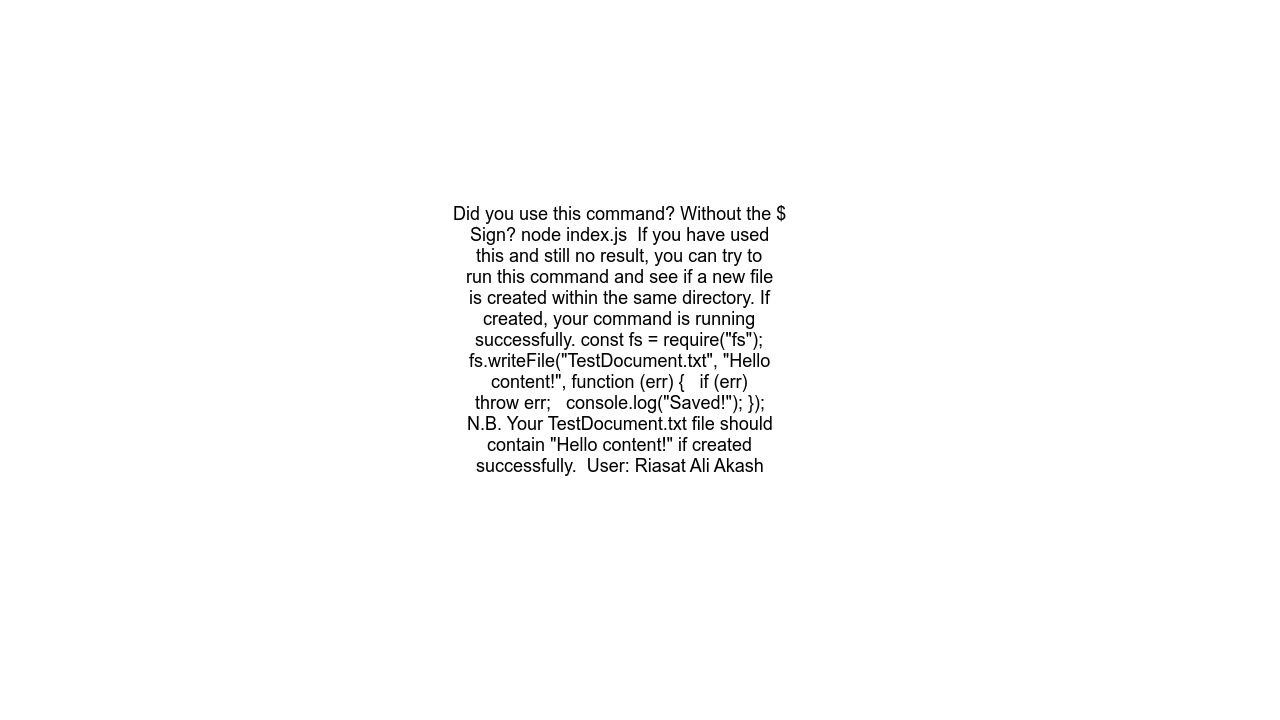 Did you use this command? Without the $
Sign? node index.js  If you have used
this and still no result, you can try to
run this command and see if a new file
is created within the same directory. If
created, your command is running
successfully. const fs = require("fs");
fs.writeFile("TestDocument.txt", "Hello
content!", function (err) {   if (err)
throw err;   console.log("Saved!"); });
N.B. Your TestDocument.txt file should
contain "Hello content!" if created
successfully.  User: Riasat Ali Akash